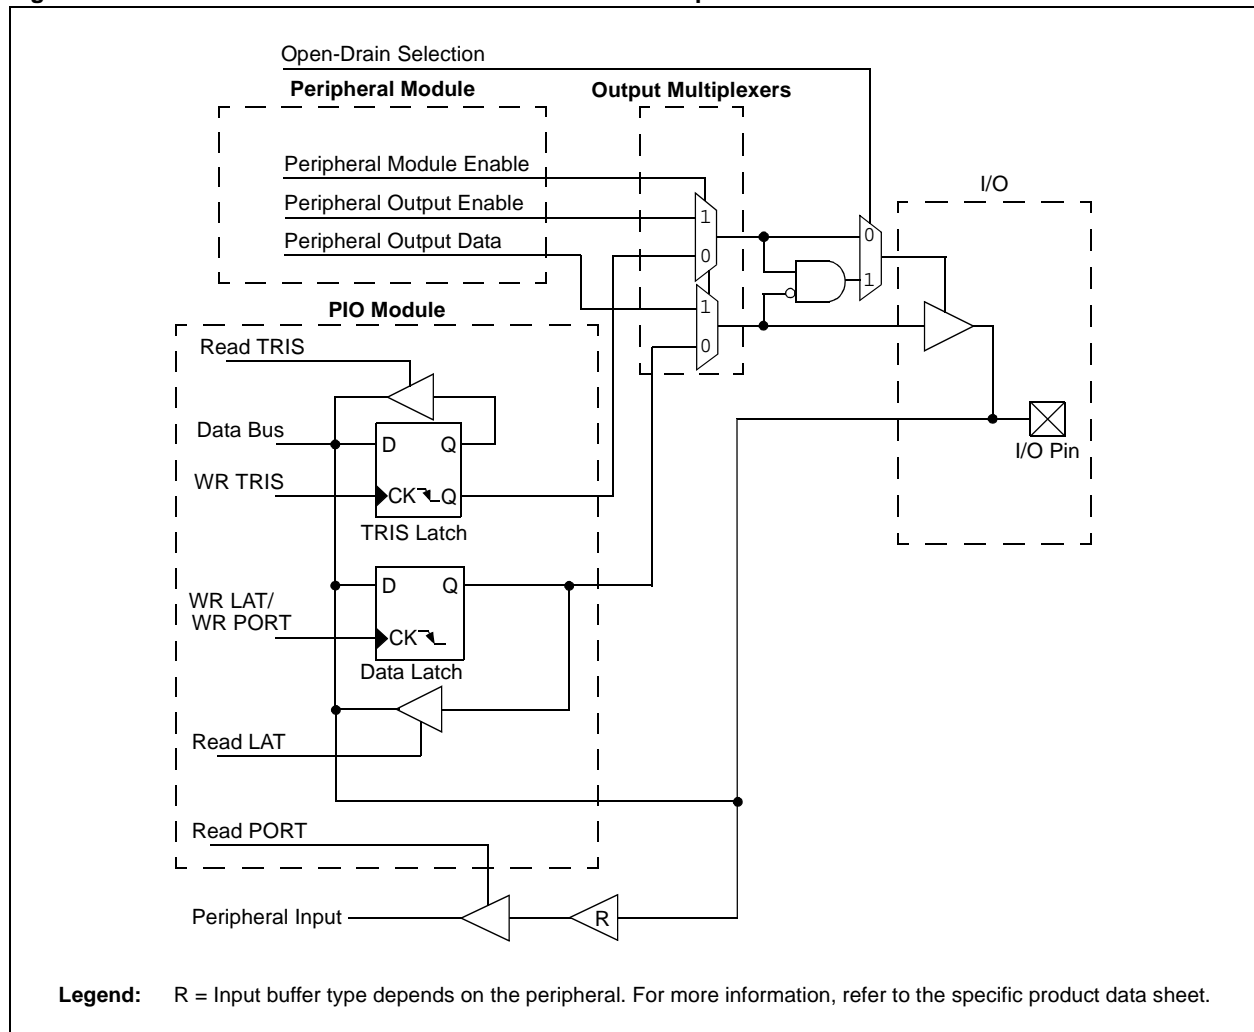 Open-Drain Selection
Peripheral Module
Output Multiplexers
Peripheral Module Enable
Peripheral Output Enable
Peripheral Output Data
1
0
1
0
0
1
I/O
I/O Pin
PIO Module
Read TRIS
Data Bus
D Q
WR TRIS
CK Q
TRIS Latch
D Q
WR LAT/
WR PORT
CK
Data Latch
Read LAT
Read PORT
Peripheral Input
R
Legend: R = Input buffer type depends on the peripheral. For more information, refer to the specific product data sheet.